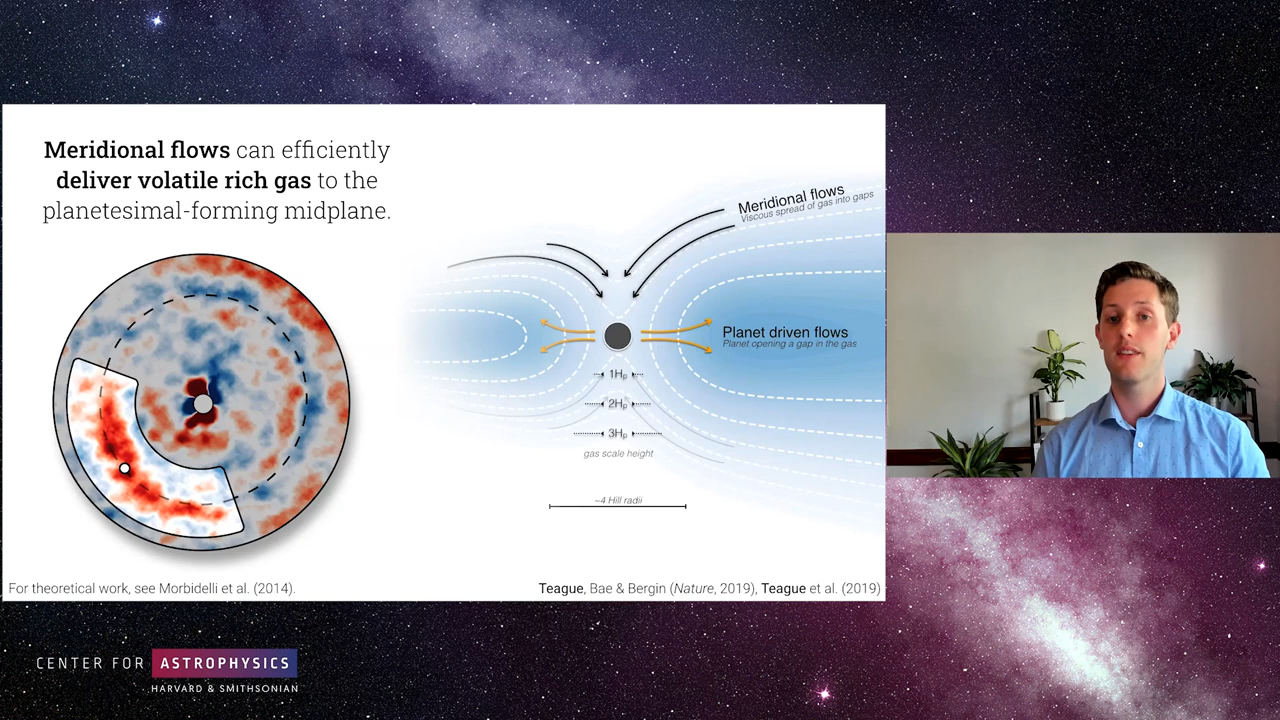 Meridional flows can efficiently
deliver volatile rich gas to the
planetesimal-forming midplane.
Meridional flows
Viscous spread of gas into gaps
Planet driven flows
Planet opening a gap in the gas
1Hp
2Hp
3Hp
gas scale height
~4 Hill radii
For theoretical work, see Morbidelli et al. (2014).
Teague, Bae & Bergin (Nature, 2019), Teague et al. (2019)
CENTER FOR ASTROPHYSICS
HARVARD & SMITHSONIAN